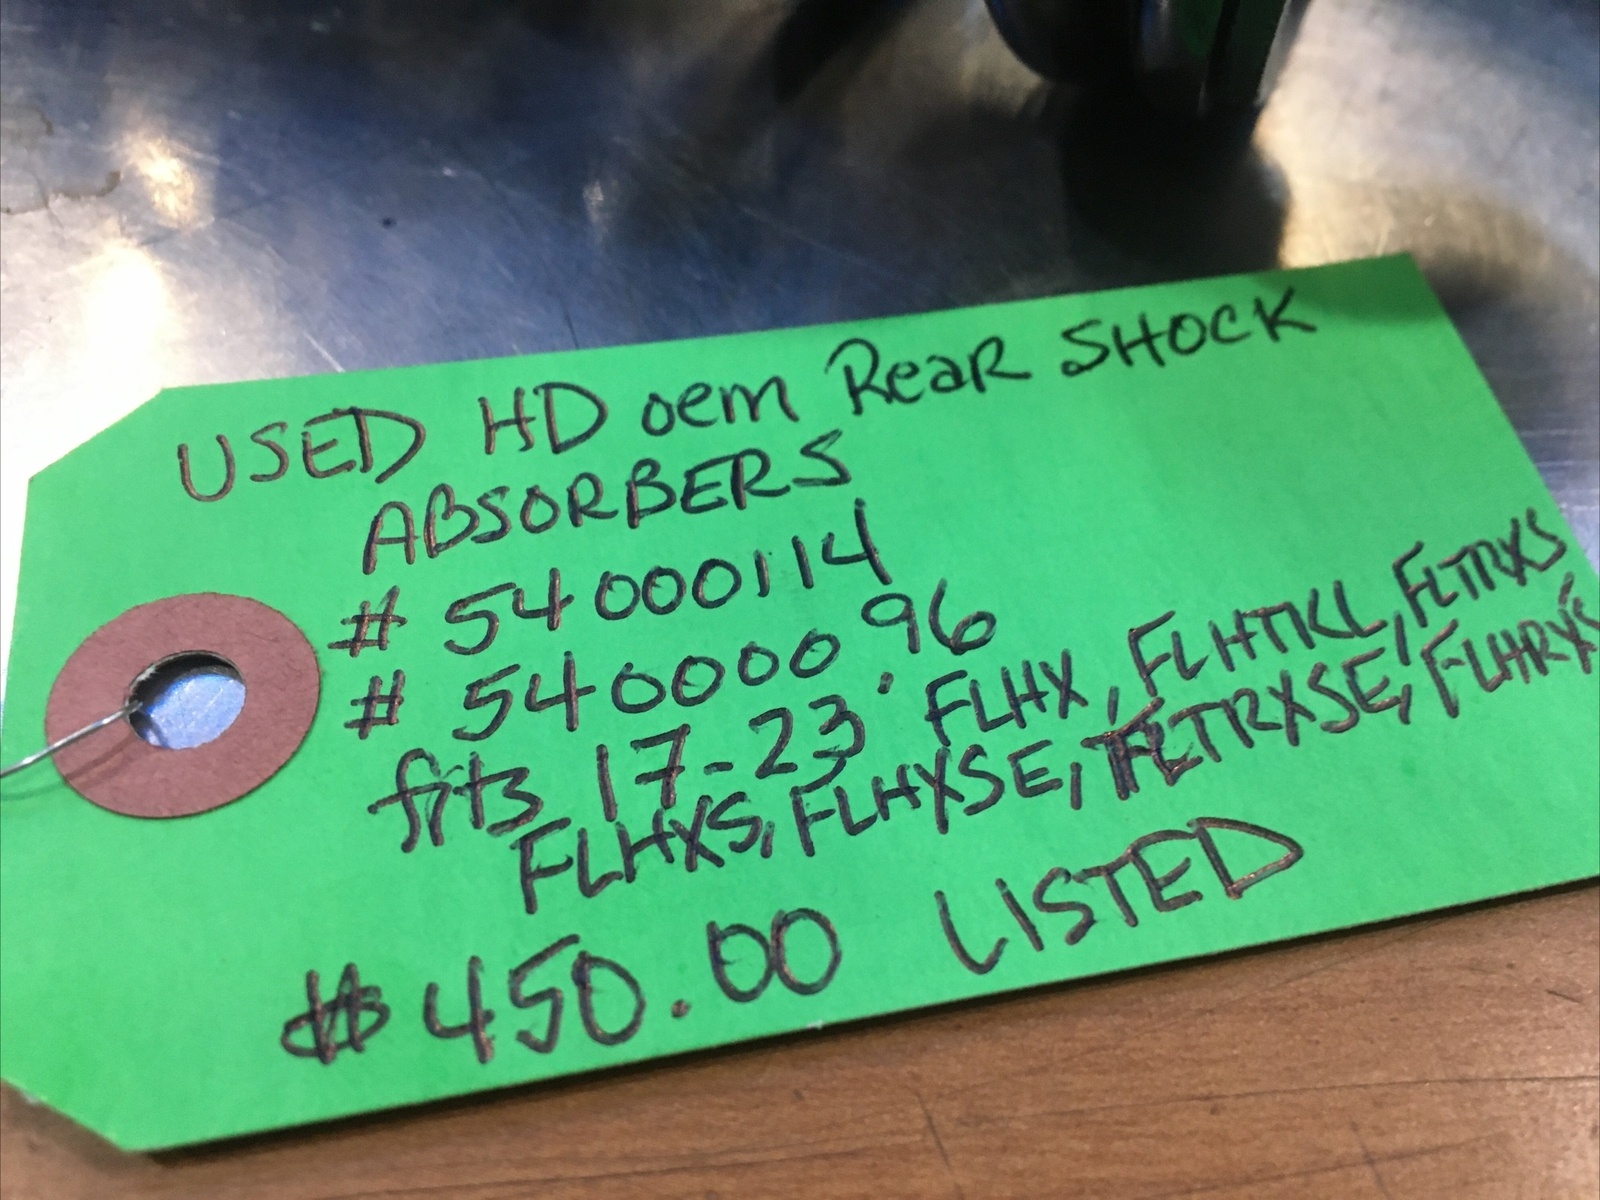 USED HD oem Rear SHOCK
ABSORBERS
# 54000114
# 54000096
fits 17-23. FLHX, FLHTKL, FLTRXS
FLHXS, FLHXSE, FLTRXSE, FLHRXS
$450.00 LISTED